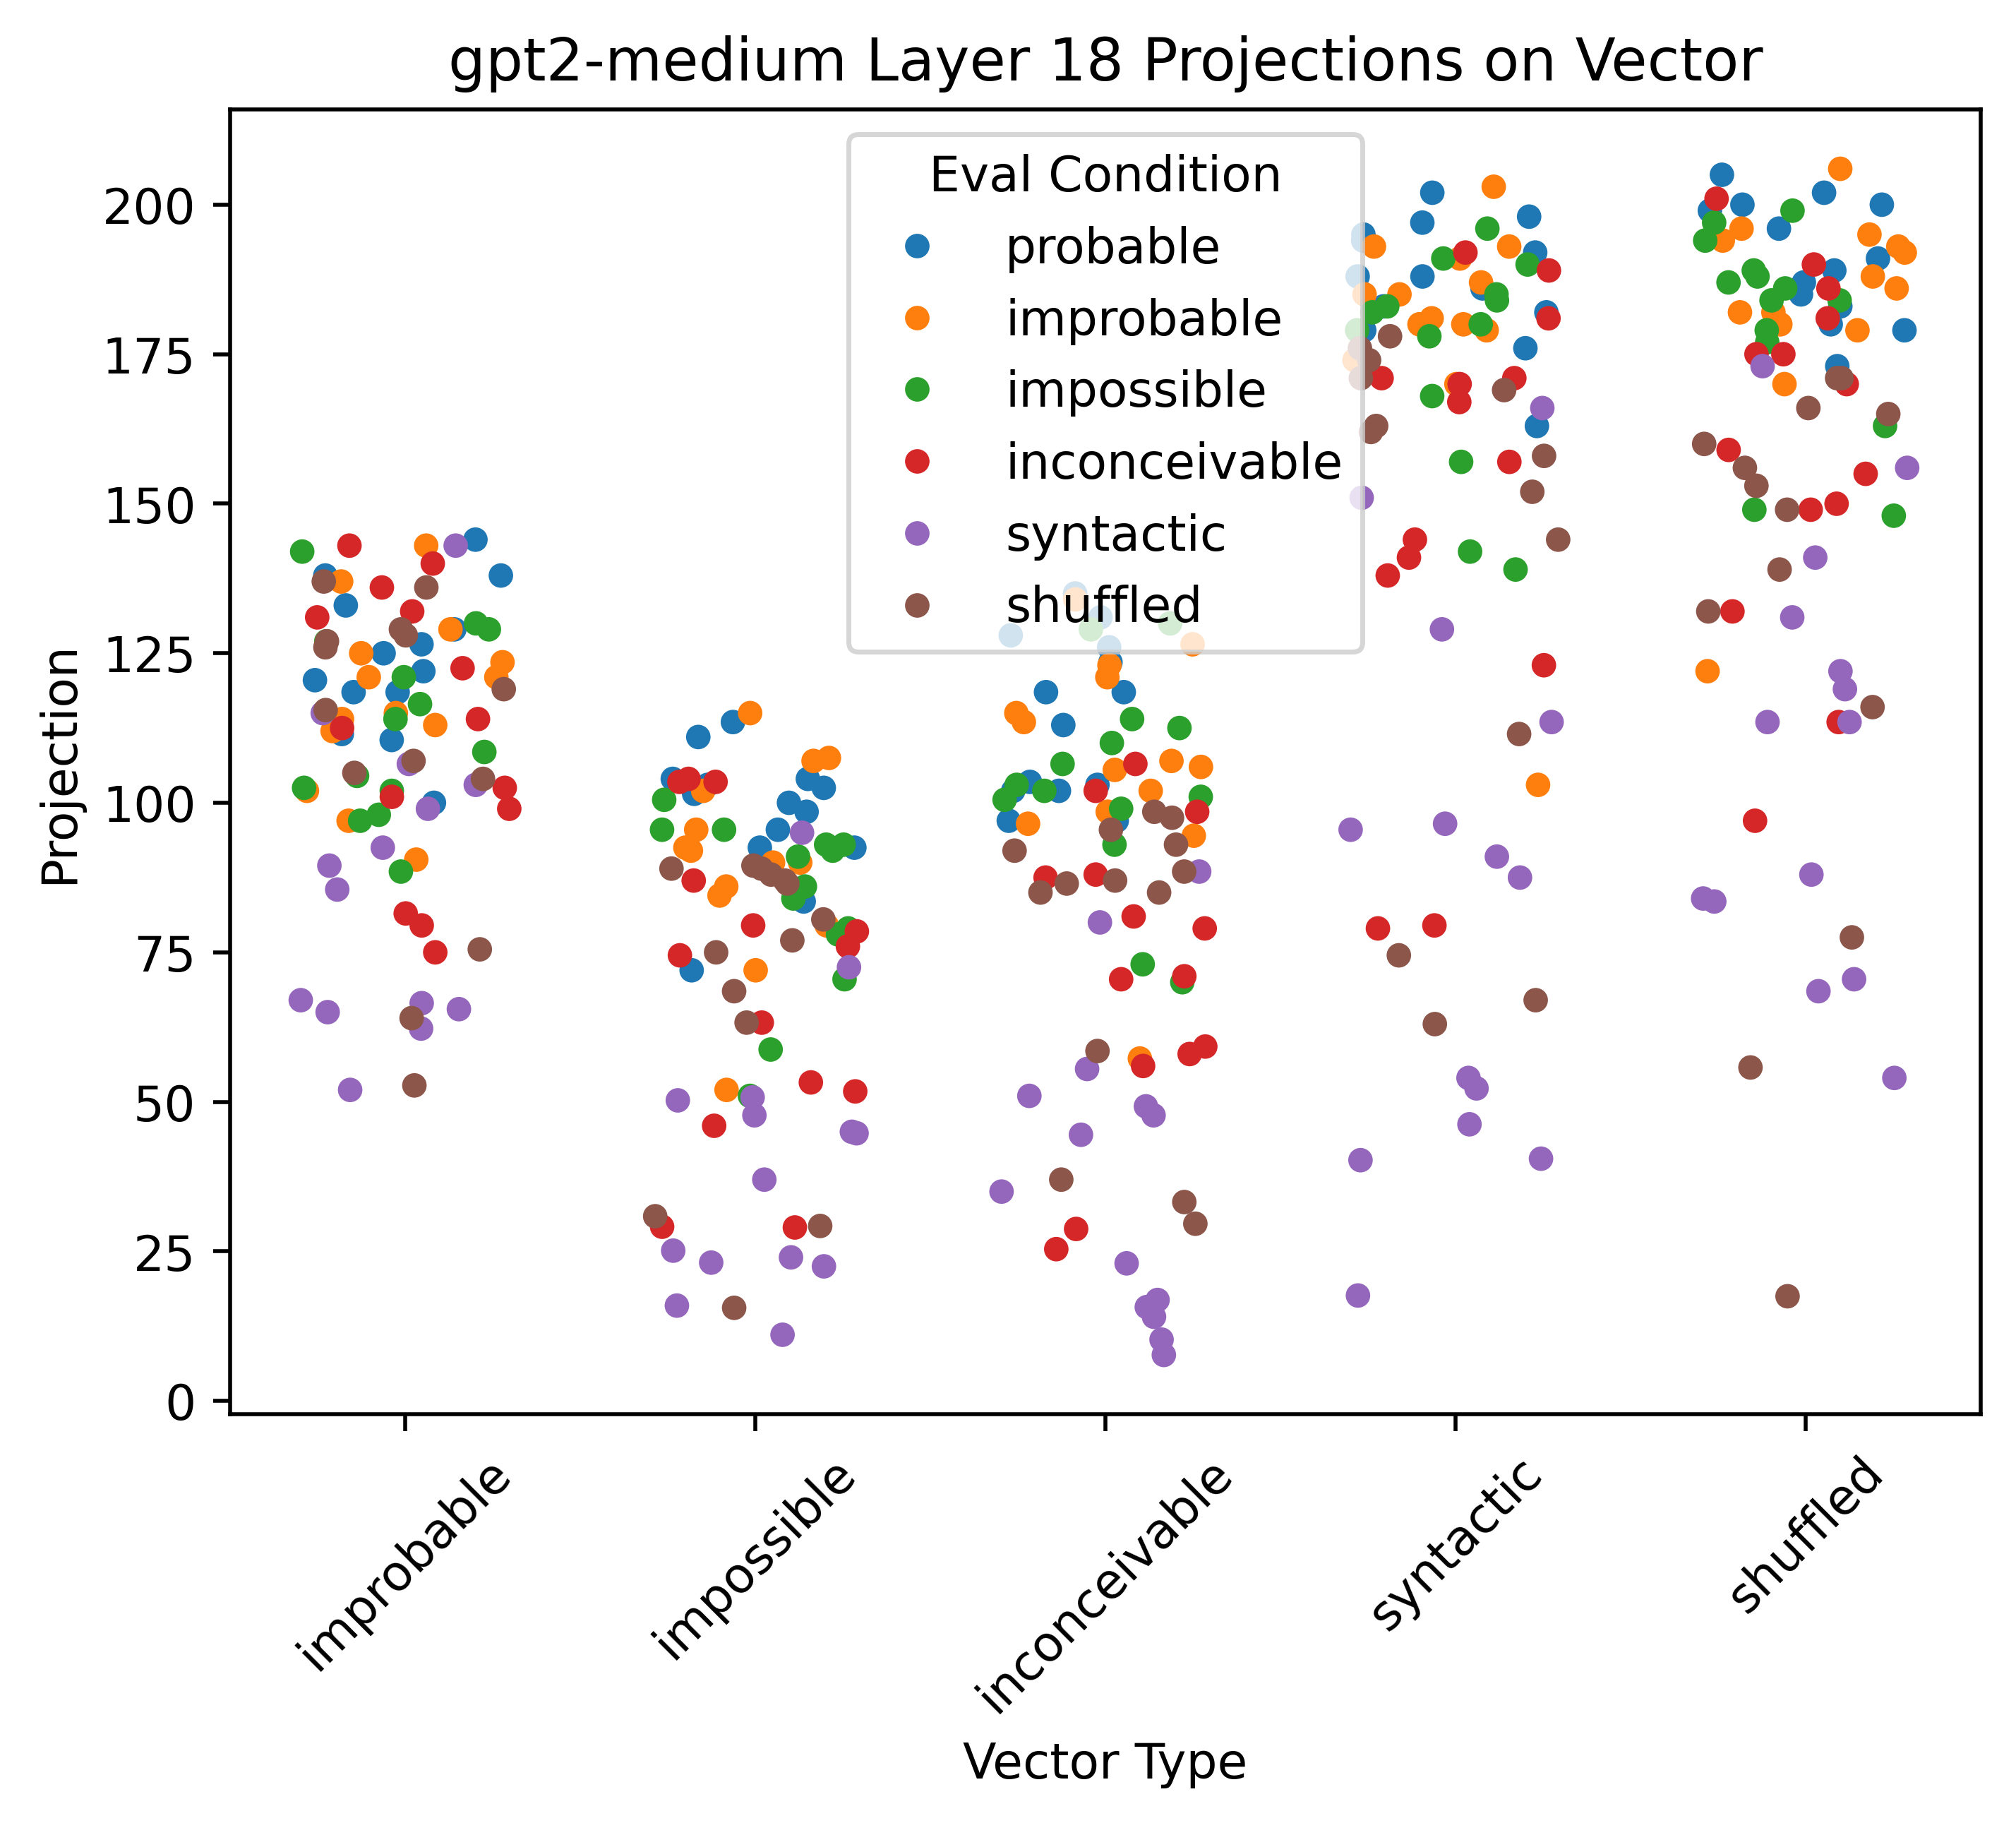 gpt2-medium Layer 18 Projections on Vector
Eval Condition
probable
improbable
impossible
inconceivable
syntactic
shuffled
Projection
200
175
150
125
100
75
50
25
0
improbable
impossible
inconceivable
syntactic
shuffled
Vector Type